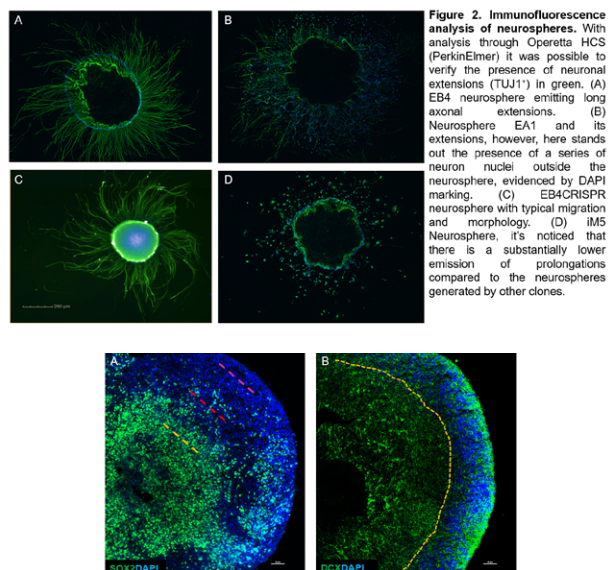 A
B
C
D
Figure 2. Immunofluorescence
analysis of neurospheres. With
analysis through Operetta HCS
(PerkinElmer) it was possible to
verify the presence of neuronal
extensions (TUJ1⁺) in green. (A)
EB4 neurosphere emitting long
axonal extensions. (B)
Neurosphere EA1 and its
extensions, however, here stands
out the presence of a series of
neuron nuclei outside the
neurosphere, evidenced by DAPI
marking. (C) EB4CRISPR
neurosphere with typical migration
and morphology. (D) iM5
Neurosphere, it's noticed that
there is a substantially lower
emission of prolongations
compared to the neurospheres
generated by other clones.
A
B
SOX2DAPI
DCXDAPI